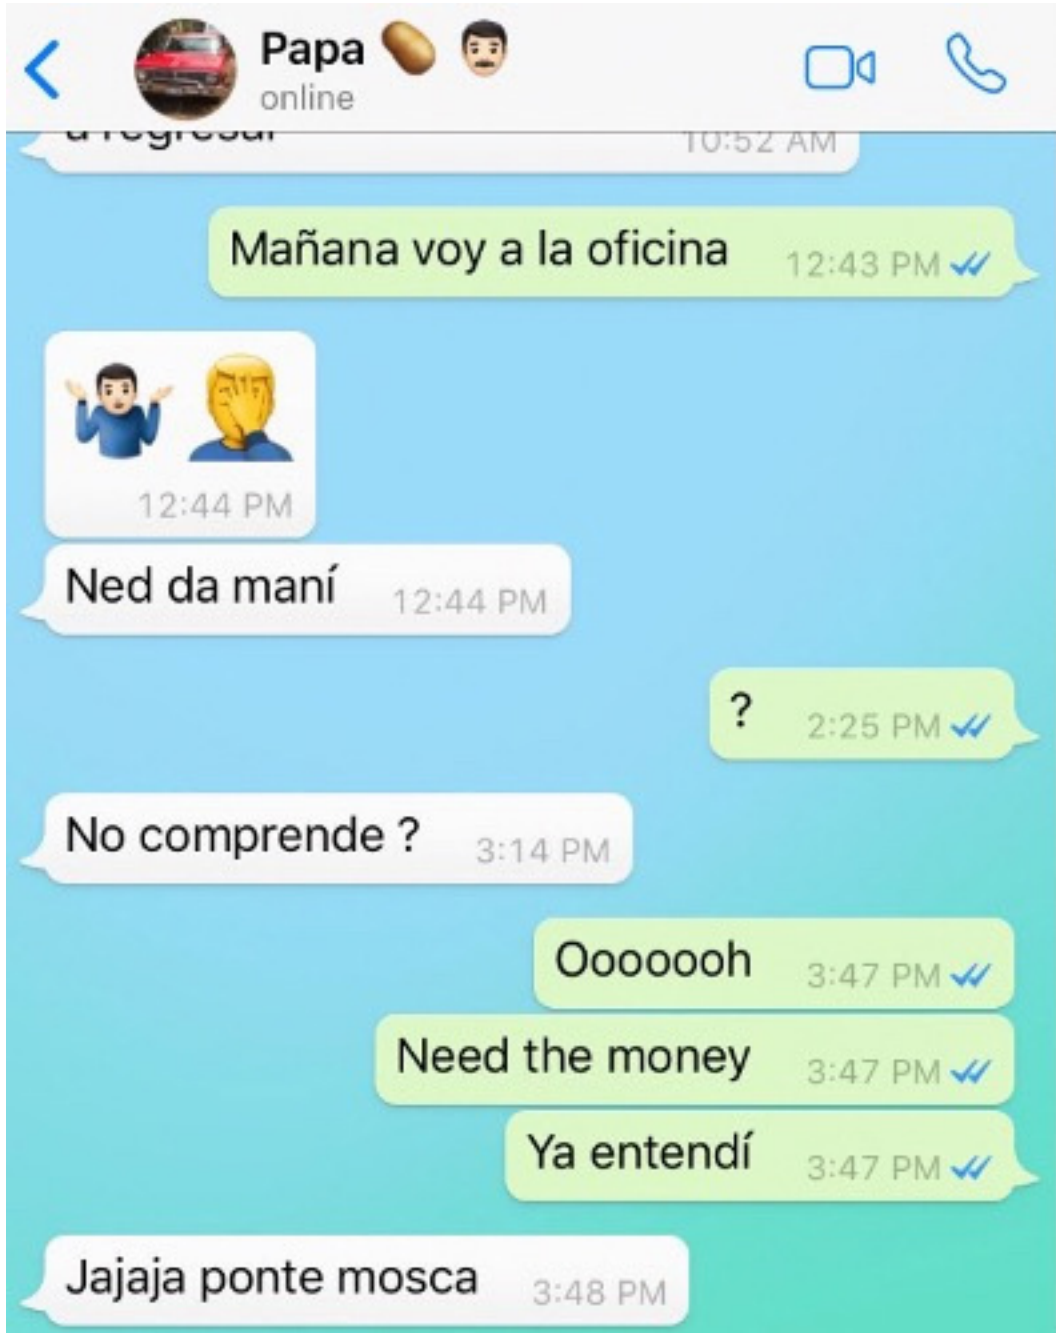 Papa
online
a regresar 10:52 AM
Mañana voy a la oficina 12:43 PM
12:44 PM
Ned da maní 12:44 PM
? 2:25 PM
No comprende ? 3:14 PM
Ooooooh 3:47 PM
Need the money 3:47 PM
Ya entendí 3:47 PM
Jajaja ponte mosca 3:48 PM